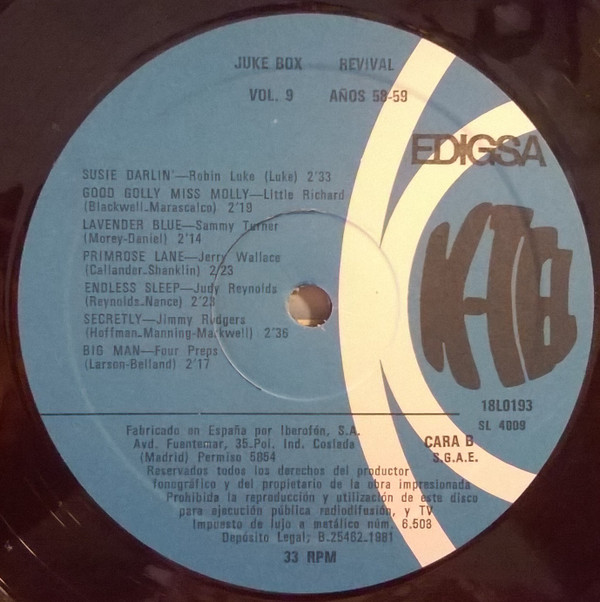 JUKE BOX REVIVAL
VOL. 9 AÑOS 58-59
EDIGSA
SUSIE DARLIN'—Robin Luke (Luke) 2'33
GOOD GOLLY MISS MOLLY—Little Richard
(Blackwell-Marascalco) 2'19
LAVENDER BLUE—Sammy Turner
(Morey-Daniel) 2'14
PRIMROSE LANE—Jerry Wallace
(Callander-Shanklin) 2'23
ENDLESS SLEEP—Judy Reynolds
(Reynolds-Nance) 2'23
SECRETLY—Jimmy Rodgers
(Hoffman-Manning-Markwell) 2'36
BIG MAN—Four Preps
(Larson-Belland) 2'17
K-TEL
18L0193
SL 4009
CARA B
S.G.A.E.
Fabricado en España por Iberofón, S.A.
Avd. Fuentemar, 35.Pol. Ind. Coslada
(Madrid) Permiso 5854
Reservados todos los derechos del productor
fonográfico y del propietario de la obra impresionada
Prohibida la reproducción y utilización de este disco
para ejecución pública radiodifusión, y TV
Impuesto de lujo a metálico núm. 6.508
Depósito Legal; B.25462_1981
33 RPM